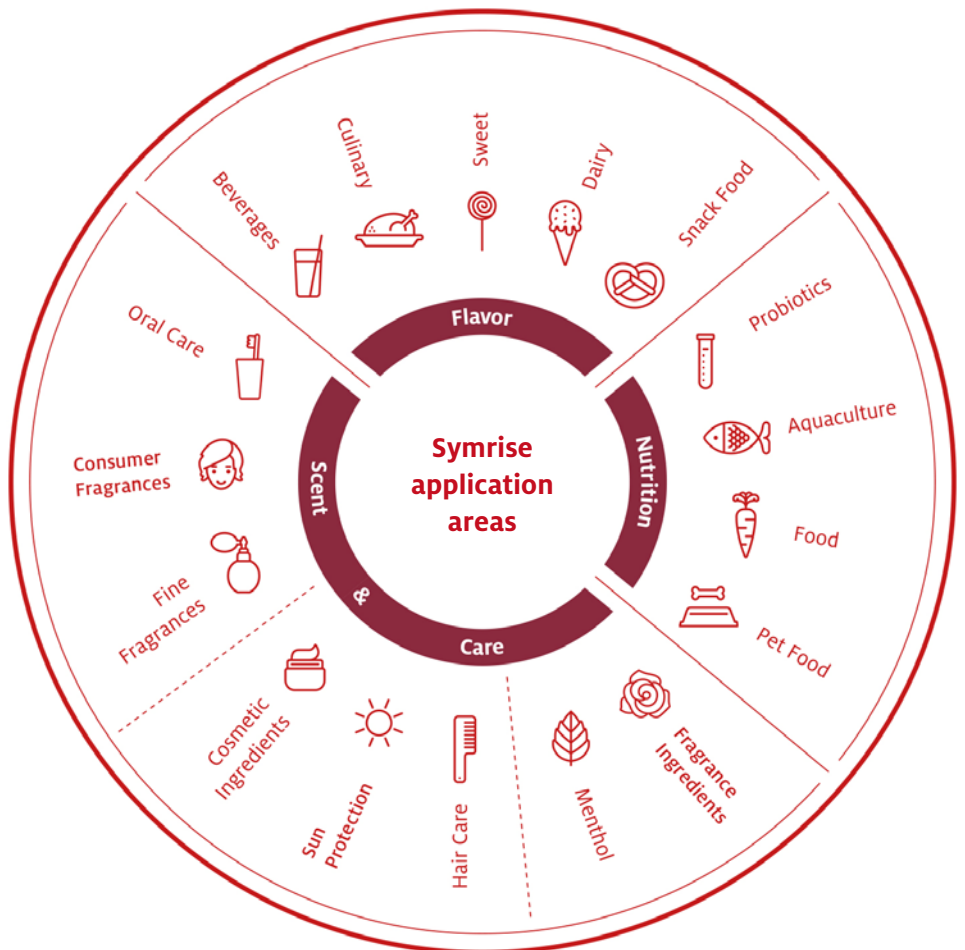 Symrise
application
areas
Flavor
Beverages
Culinary
Sweet
Dairy
Snack Food
Nutrition
Probiotics
Aquaculture
Food
Pet Food
Scent
&
Care
Fragrance
Ingredients
Menthol
Hair Care
Sun
Protection
Cosmetic
Ingredients
Fine
Fragrances
Consumer
Fragrances
Oral Care